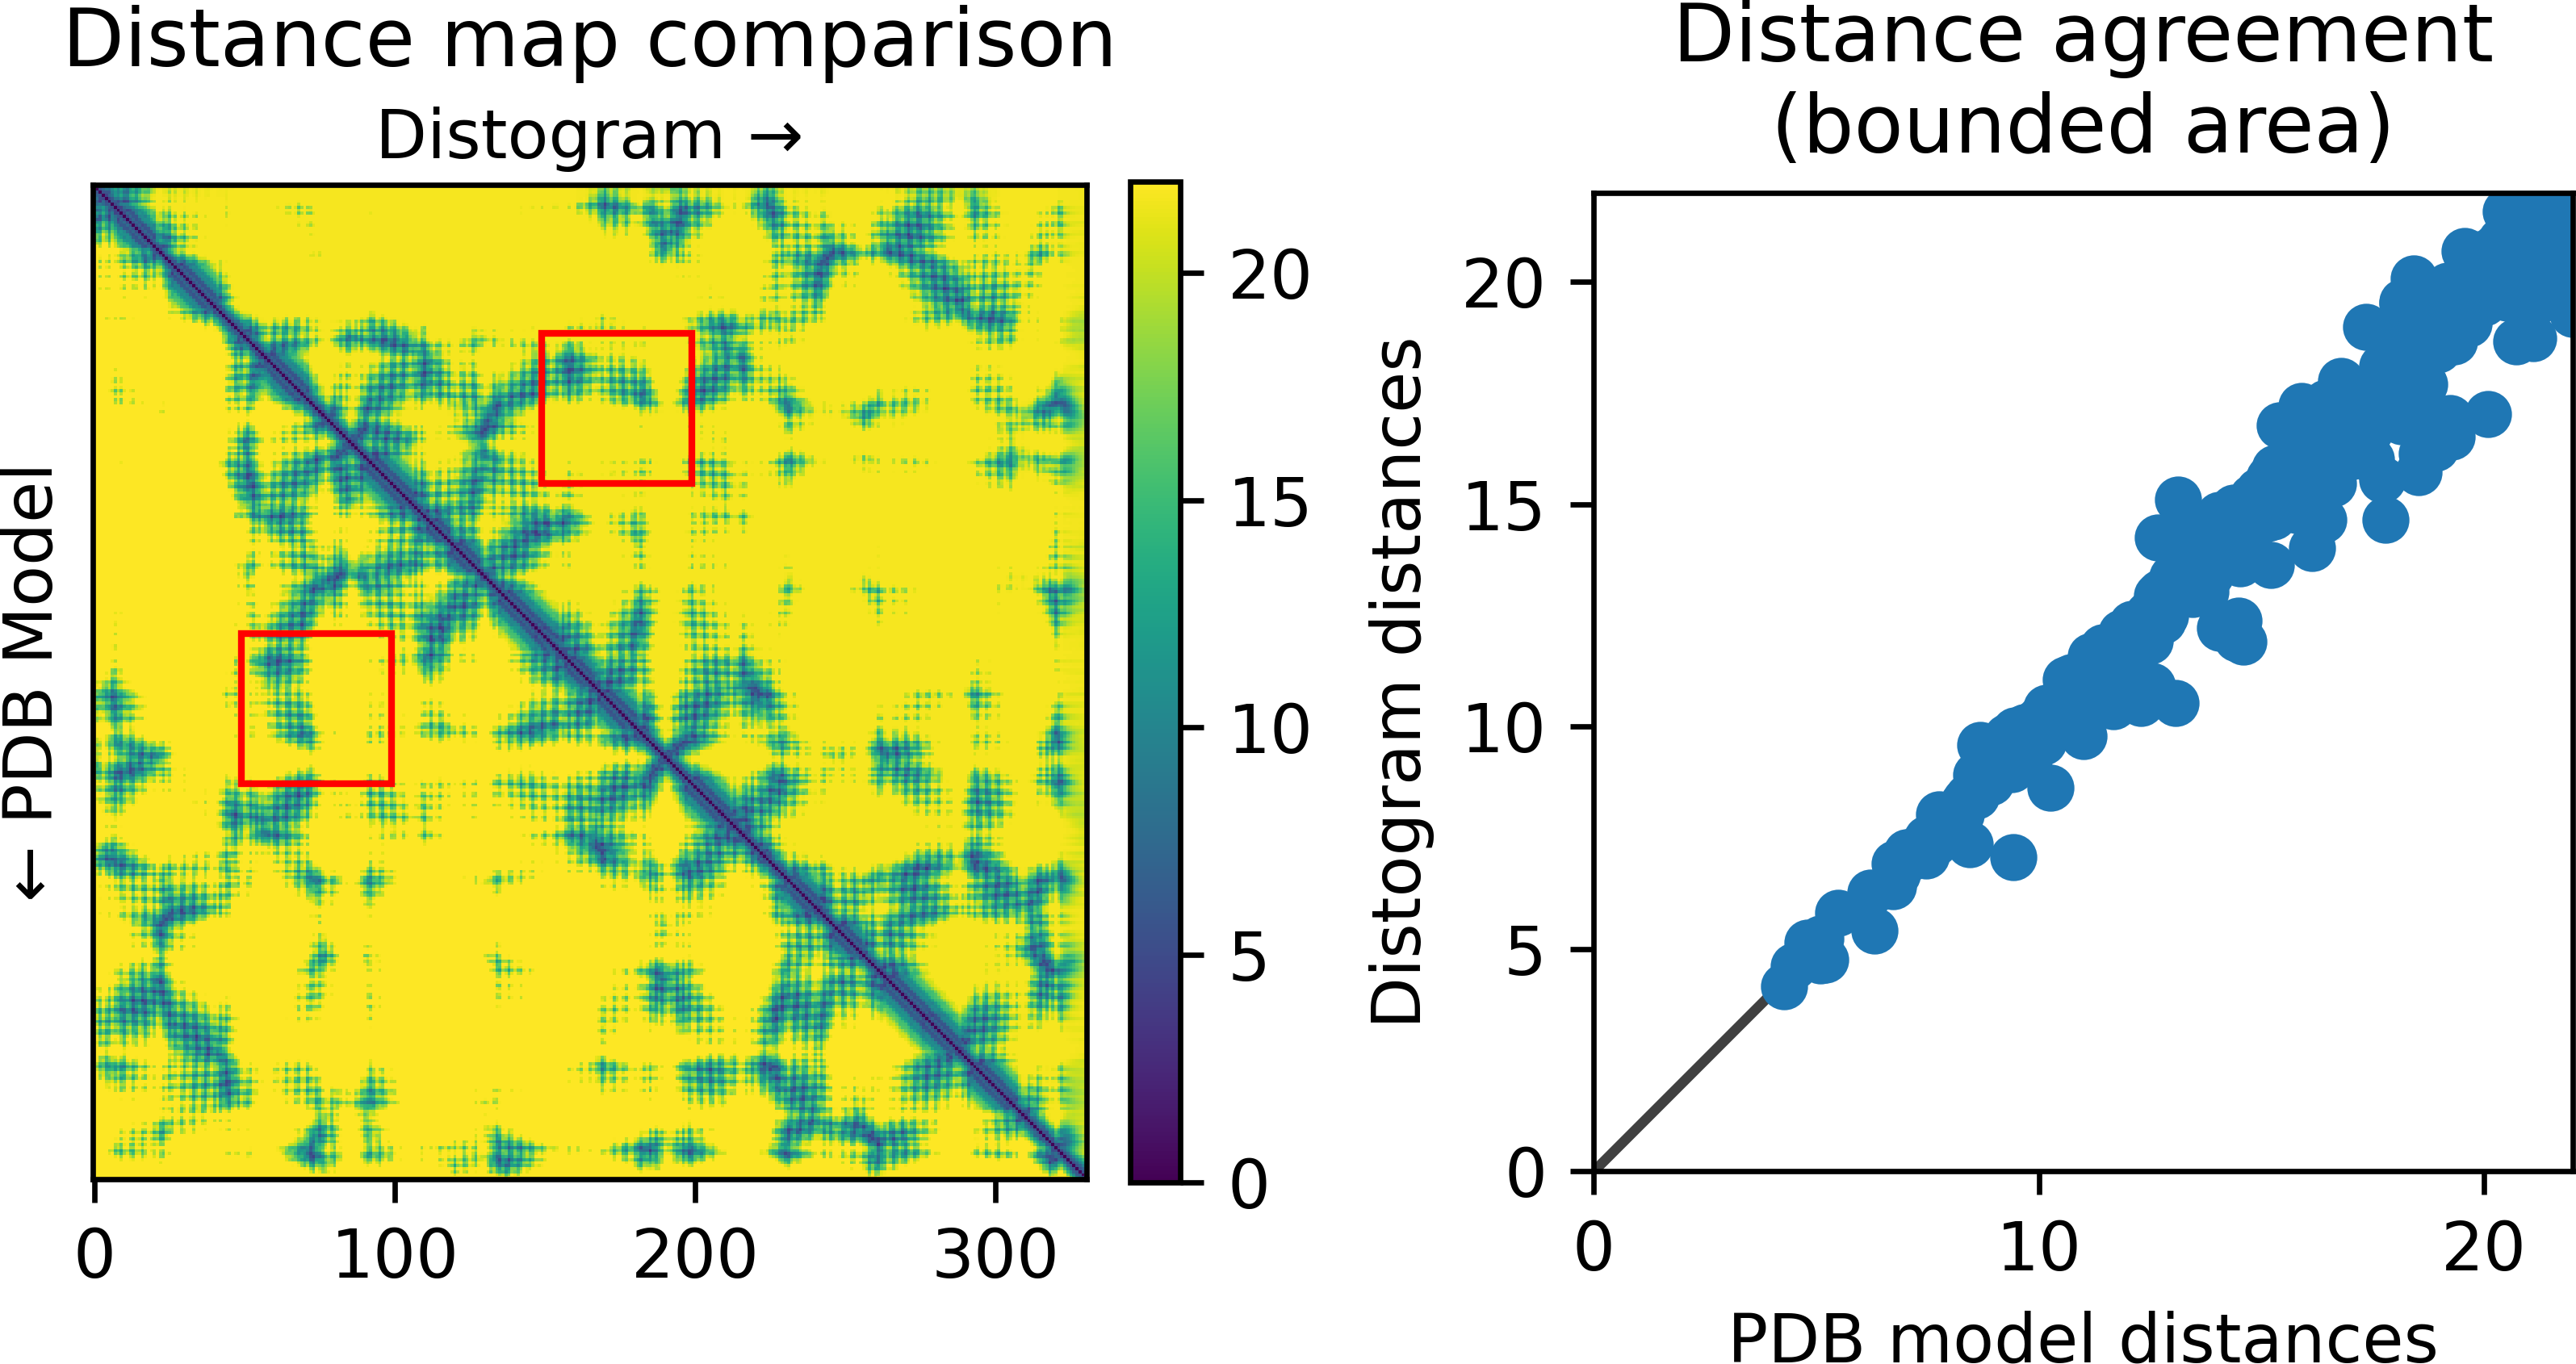 Distance map comparison
Distogram →
← PDB Model
0
100
200
300
20
15
10
5
0
Distance agreement
(bounded area)
Distogram distances
20
15
10
5
0
0
10
20
PDB model distances